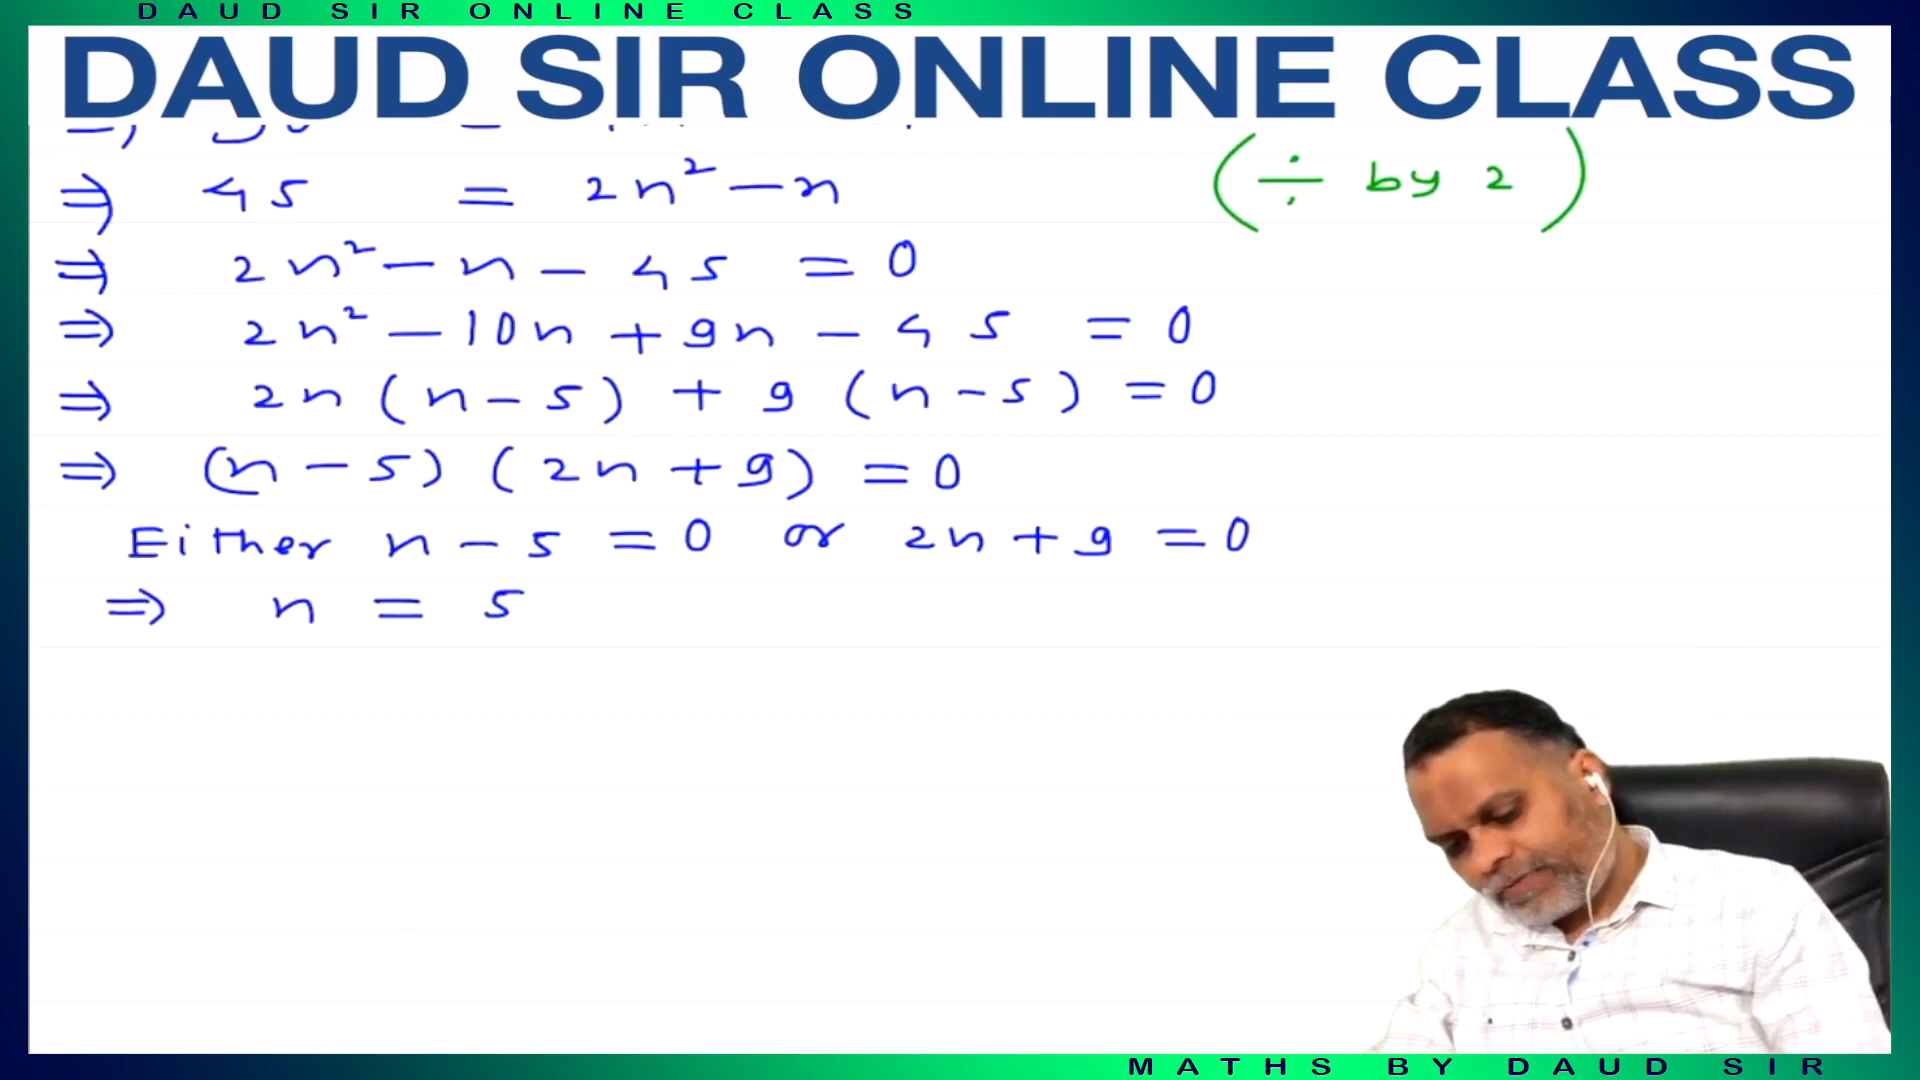 DAUD SIR ONLINE CLASS
DAUD SIR ONLINE CLASS
⇒ 45 = 2n² - n (÷ by 2)
⇒ 2n² - n - 45 = 0
⇒ 2n² - 10n + 9n - 45 = 0
⇒ 2n (n - 5) + 9 (n - 5) = 0
⇒ (n - 5) (2n + 9) = 0
Either n - 5 = 0 or 2n + 9 = 0
⇒ n = 5
MATHS BY DAUD SIR